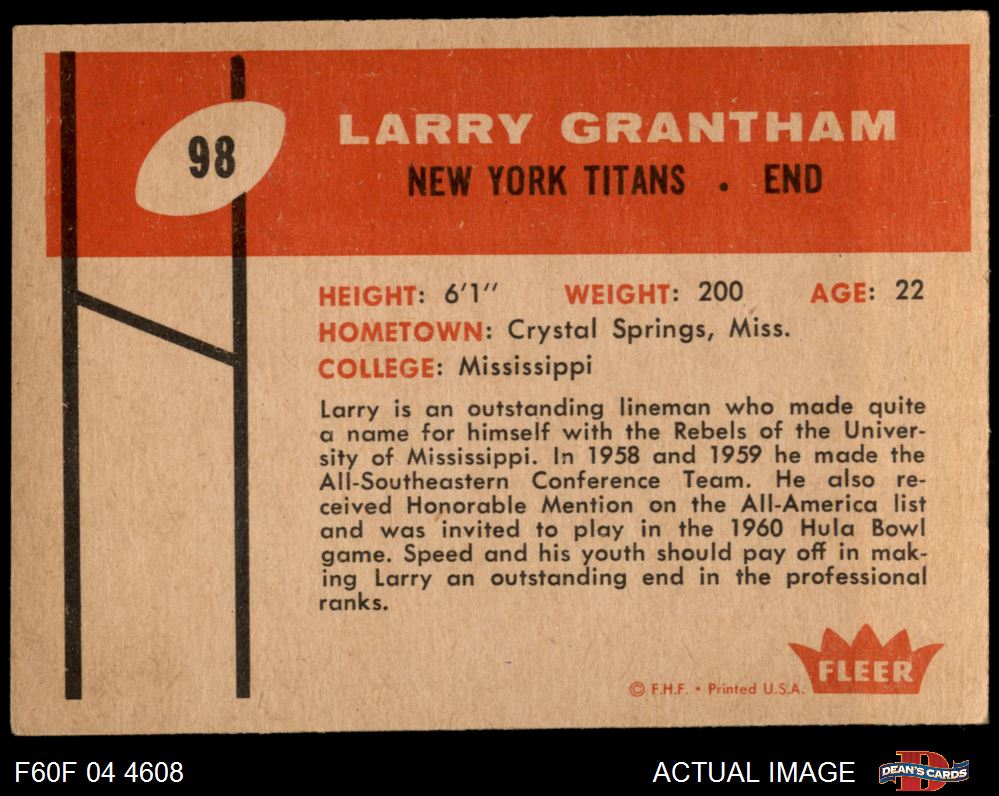 98
LARRY GRANTHAM
NEW YORK TITANS . END
HEIGHT: 6'1" WEIGHT: 200 AGE: 22
HOMETOWN: Crystal Springs, Miss.
COLLEGE: Mississippi
Larry is an outstanding lineman who made quite
a name for himself with the Rebels of the Univer-
sity of Mississippi. In 1958 and 1959 he made the
All-Southeastern Conference Team. He also re-
ceived Honorable Mention on the All-America list
and was invited to play in the 1960 Hula Bowl
game. Speed and his youth should pay off in mak-
ing Larry an outstanding end in the professional
ranks.
FLEER
© F.H.F. • Printed U.S.A.
F60F 04 4608
ACTUAL IMAGE
D
DEAN'S CARDS